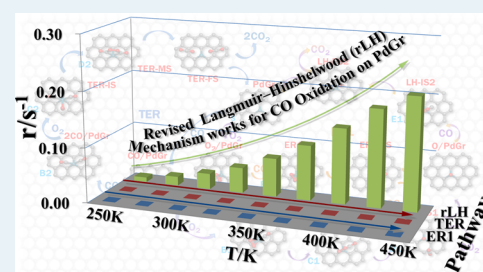 0.30
0.20
0.10
0.00
r/s⁻¹
2CO₂
TER-MS
TER-IS
TER-FS
CO₂
LH-IS2
Revised Langmuir–Hinshelwood (rLH)
Mechanism works for CO Oxidation on PdGr
TER
2CO/PdGr
CO/PdGr
O₂/PdGr
CO
O/PdGr
rLH
TER
ER1
Pathway
250K
300K
350K
400K
450K
T/K